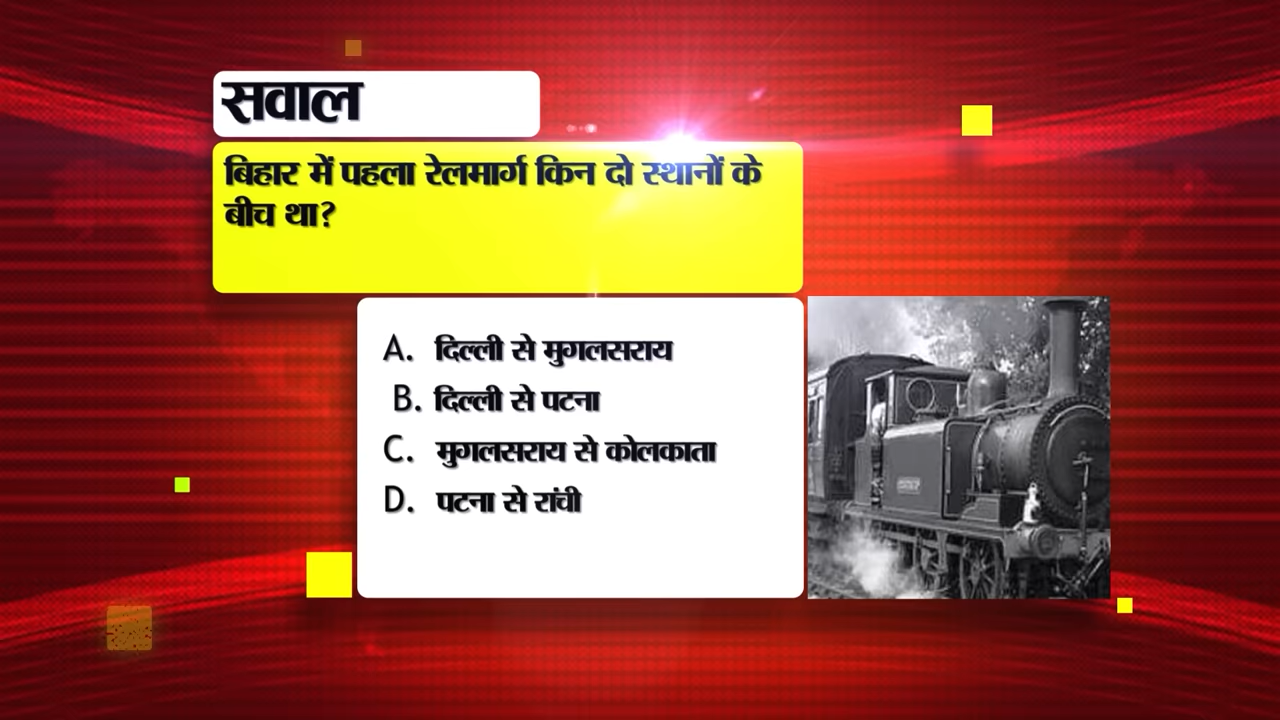 सवाल
बिहार में पहला रेलमार्ग किन दो स्थानों के
बीच था?
A. दिल्ली से मुगलसराय
B. दिल्ली से पटना
C. मुगलसराय से कोलकाता
D. पटना से रांची